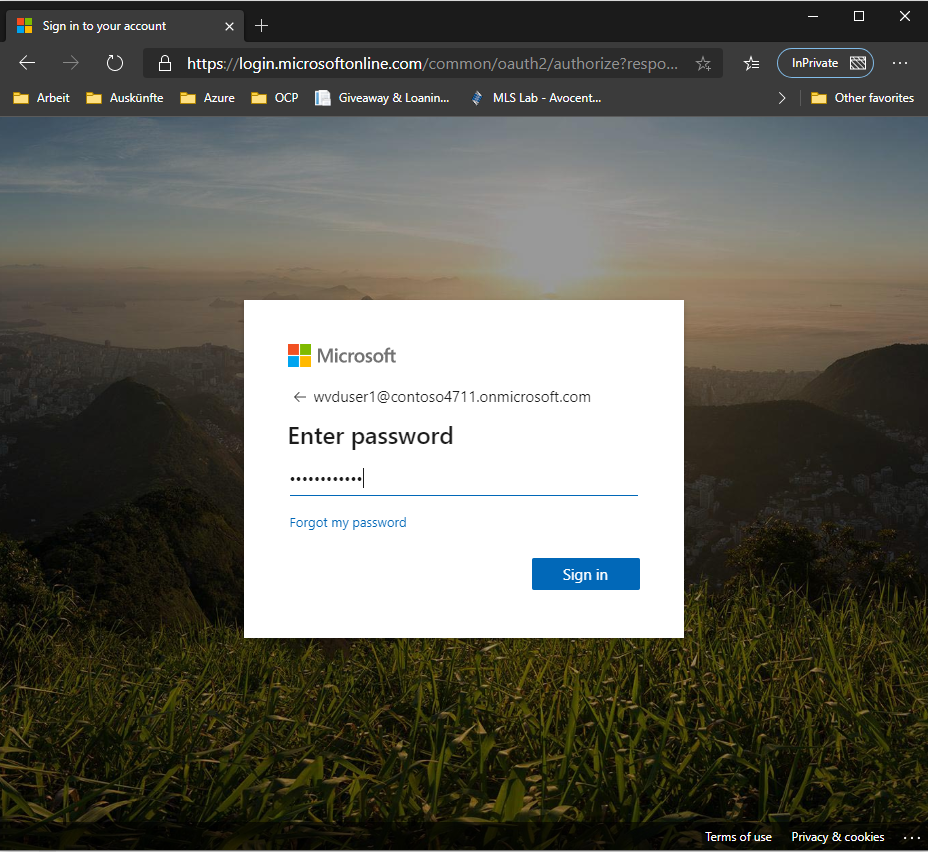 Sign in to your account
https://login.microsoftonline.com/common/oauth2/authorize?respo...
InPrivate
Arbeit Auskünfte Azure OCP Giveaway & Loanin... MLS Lab - Avocent... Other favorites
Microsoft
wvduser1@contoso4711.onmicrosoft.com
Enter password
••••••••••••
Forgot my password
Sign in
Terms of use Privacy & cookies ...